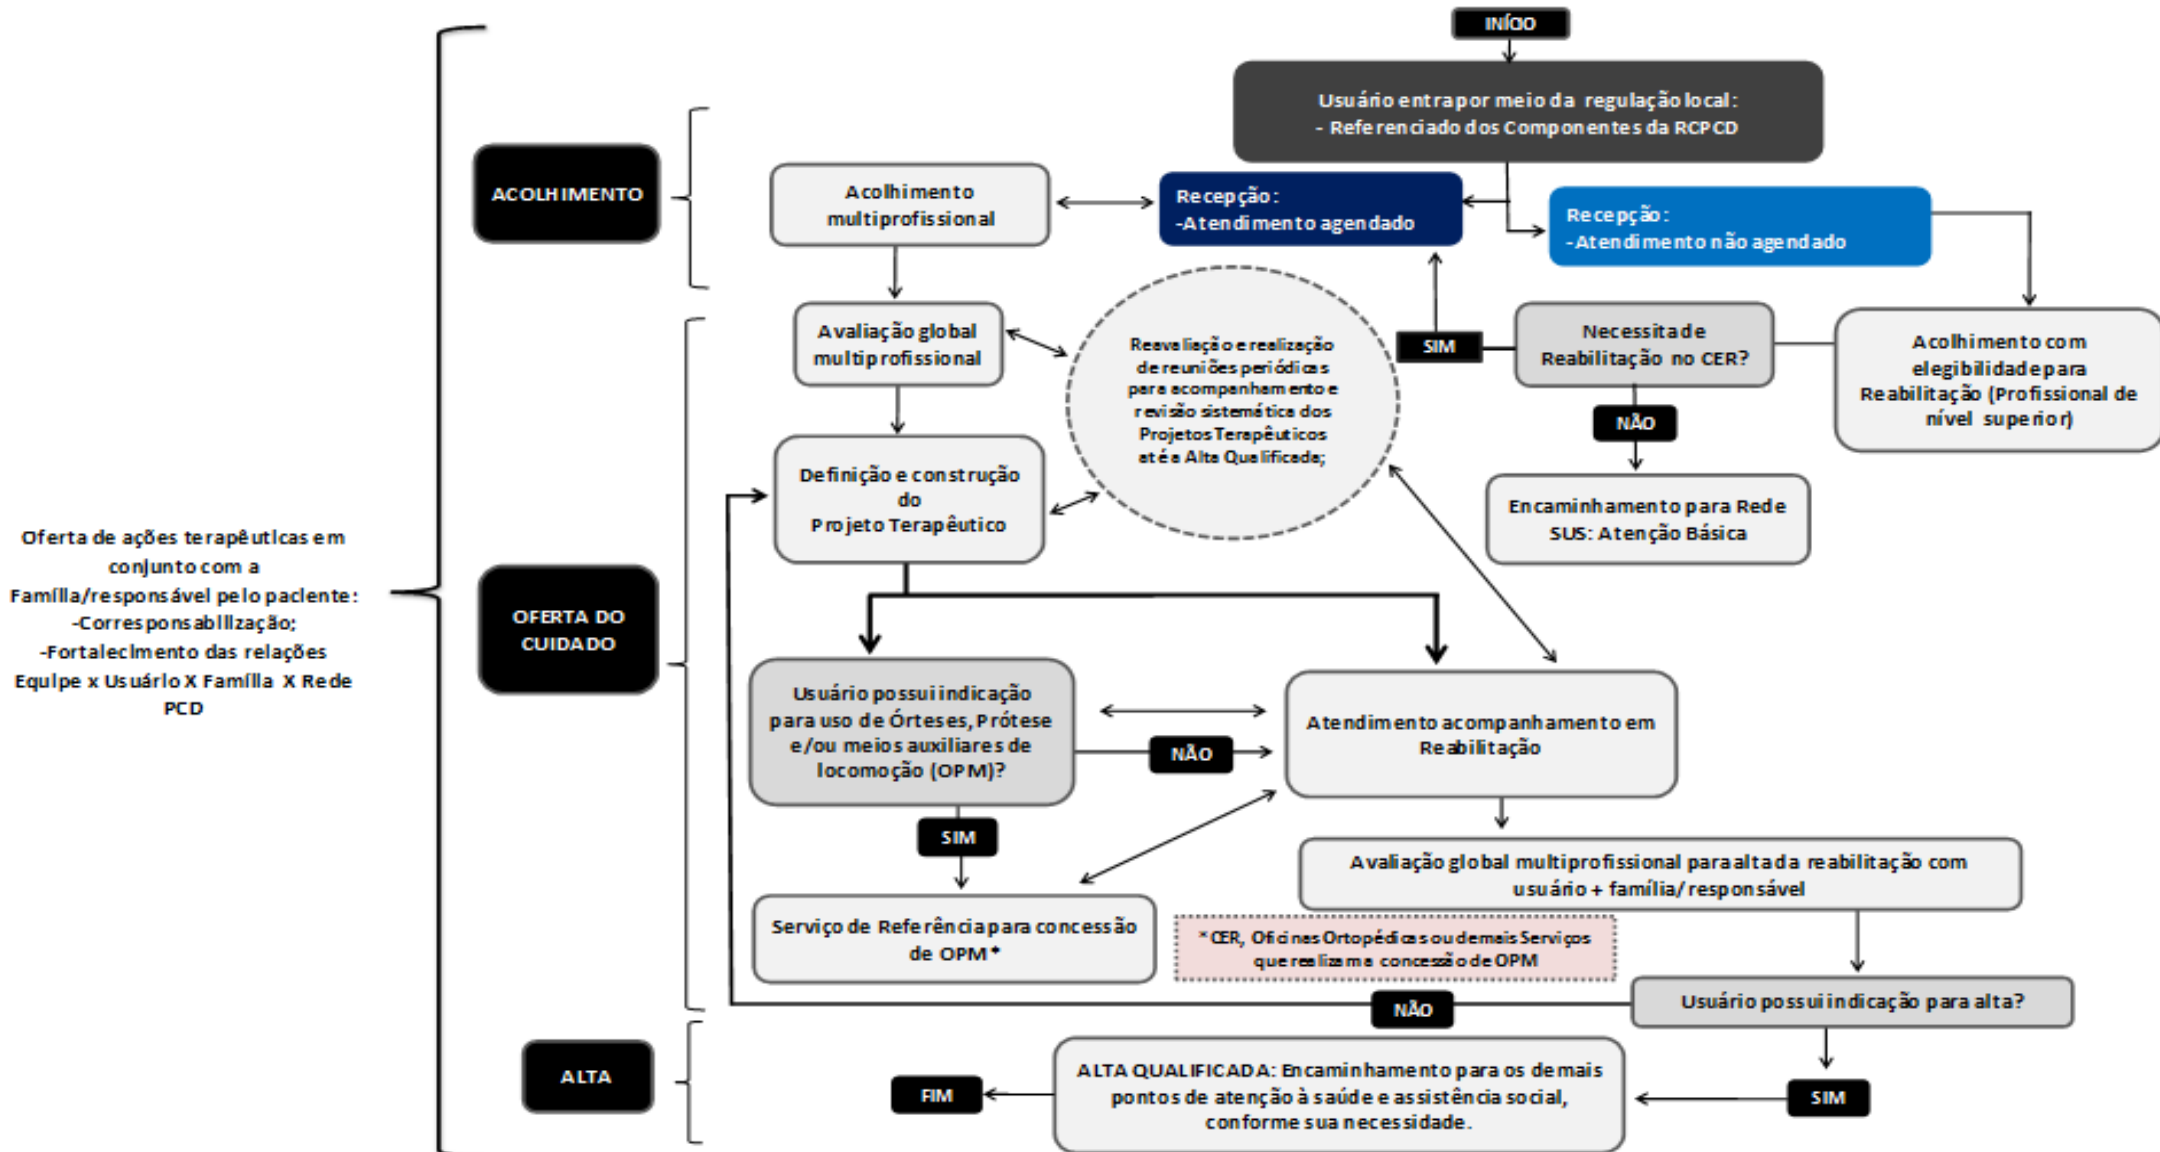 INÍCIO
Usuário entra por meio da regulação local:
- Referenciado dos Componentes da RCPCD
ACOLHIMENTO
Acolhimento
multiprofissional
Recepção:
-Atendimento agendado
Recepção:
-Atendimento não agendado
Avaliação global
multiprofissional
Reavaliação e realização
de reuniões periódicas
para acompanhamento e
revisão sistemática dos
Projetos Terapêuticos
até a Alta Qualificada;
SIM
Necessita de
Reabilitação no CER?
Acolhimento com
elegibilidade para
Reabilitação (Profissional de
nível superior)
NÃO
Definição e construção
do
Projeto Terapêutico
Encaminhamento para Rede
SUS: Atenção Básica
Oferta de ações terapêuticas em
conjunto com a
Família/responsável pelo paciente:
-Corresponsabilização;
-Fortalecimento das relações
Equipe x Usuário X Família X Rede
PCD
OFERTA DO
CUIDADO
Usuário possui indicação
para uso de Órteses, Prótese
e/ou meios auxiliares de
locomoção (OPM)?
NÃO
Atendimento acompanhamento em
Reabilitação
SIM
Avaliação global multiprofissional para alta da reabilitação com
usuário + família/ responsável
Serviço de Referência para concessão
de OPM*
*CER, Oficinas Ortopédicas ou demais Serviços
que realizam a concessão de OPM
NÃO
Usuário possui indicação para alta?
ALTA
FIM
ALTA QUALIFICADA: Encaminhamento para os demais
pontos de atenção à saúde e assistência social,
conforme sua necessidade.
SIM